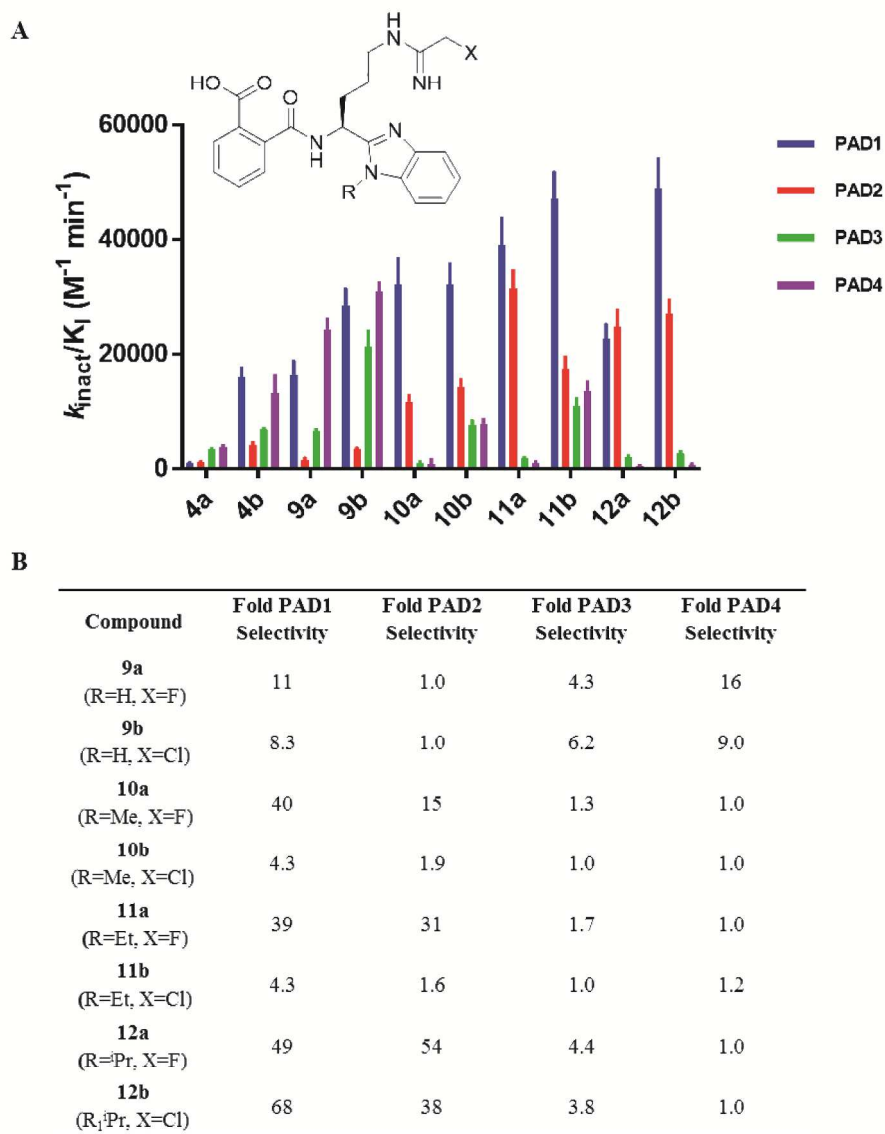 A
H
N
X
NH
HO
O
O
N
H
N
N
R
60000
40000
20000
0
k_inact/K_I (M⁻¹ min⁻¹)
4a 4b 9a 9b 10a 10b 11a 11b 12a 12b
PAD1
PAD2
PAD3
PAD4
B
Compound Fold PAD1 Selectivity Fold PAD2 Selectivity Fold PAD3 Selectivity Fold PAD4 Selectivity
9a
(R=H, X=F) 11 1.0 4.3 16
9b
(R=H, X=Cl) 8.3 1.0 6.2 9.0
10a
(R=Me, X=F) 40 15 1.3 1.0
10b
(R=Me, X=Cl) 4.3 1.9 1.0 1.0
11a
(R=Et, X=F) 39 31 1.7 1.0
11b
(R=Et, X=Cl) 4.3 1.6 1.0 1.2
12a
(R=ⁱPr, X=F) 49 54 4.4 1.0
12b
(R₁ⁱPr, X=Cl) 68 38 3.8 1.0